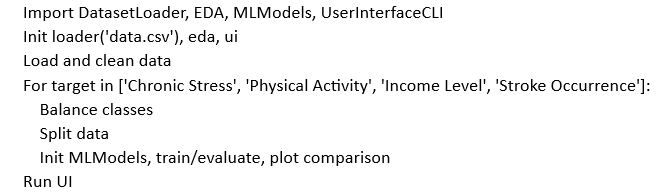 Import DatasetLoader, EDA, MLModels, UserInterfaceCLI
Init loader('data.csv'), eda, ui
Load and clean data
For target in ['Chronic Stress', 'Physical Activity', 'Income Level', 'Stroke Occurrence']:
    Balance classes
    Split data
    Init MLModels, train/evaluate, plot comparison
Run UI